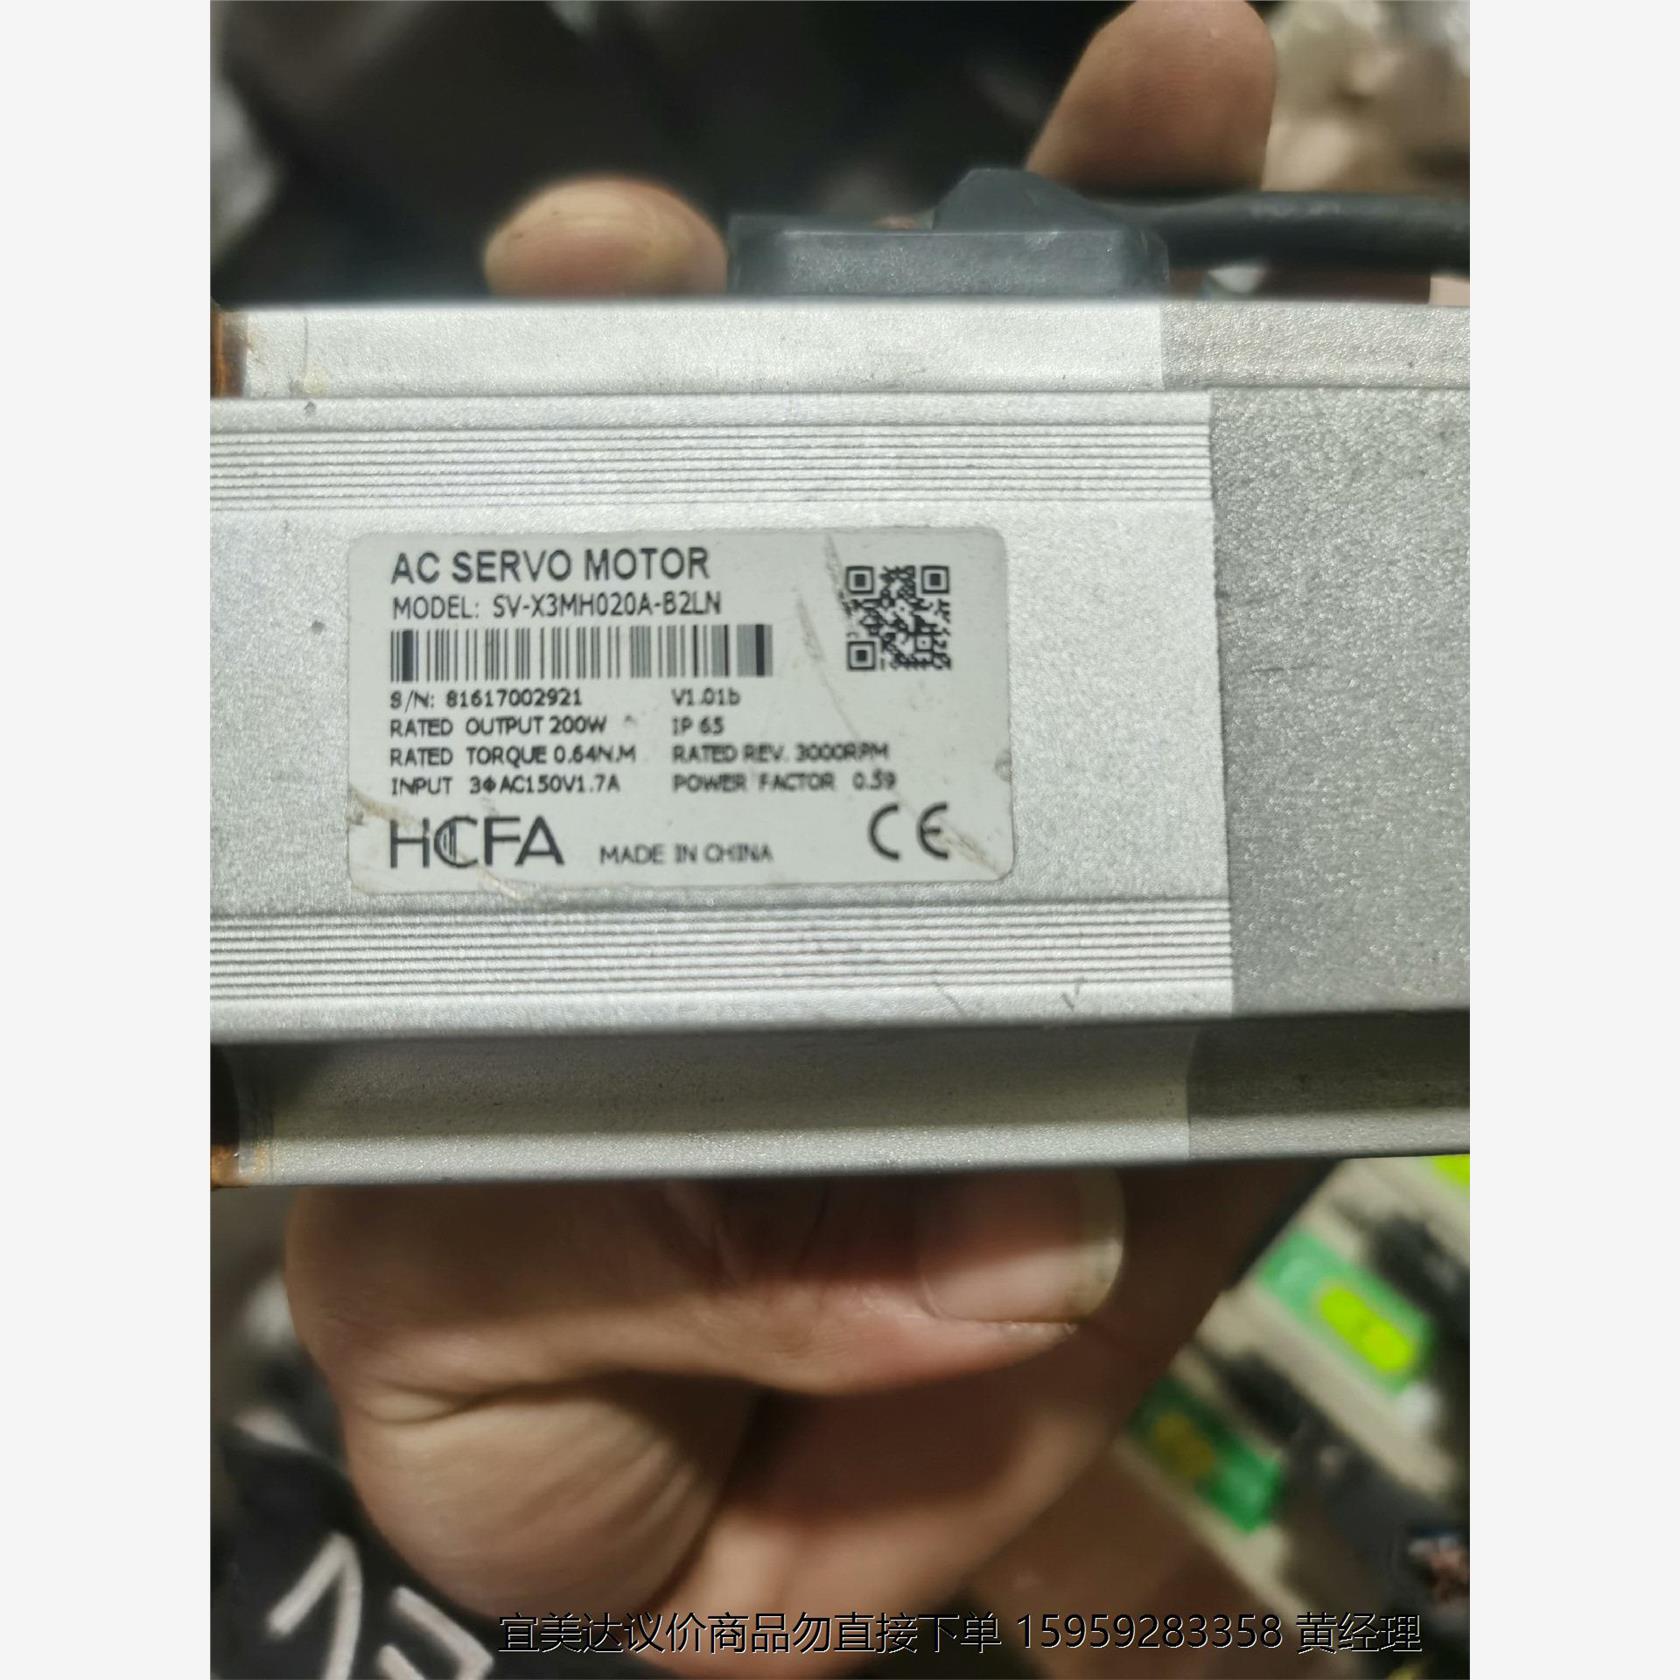 AC SERVO MOTOR
MODEL: SV-X3MH020A-B2LN
S/N: 81617002921 V1.01b
RATED OUTPUT 200W IP 65
RATED TORQUE 0.64N.M RATED REV. 3000RPM
INPUT 3ΦAC150V1.7A POWER FACTOR 0.59
HCFA MADE IN CHINA CE
宜美达议价商品勿直接下单 15959283358 黄经理